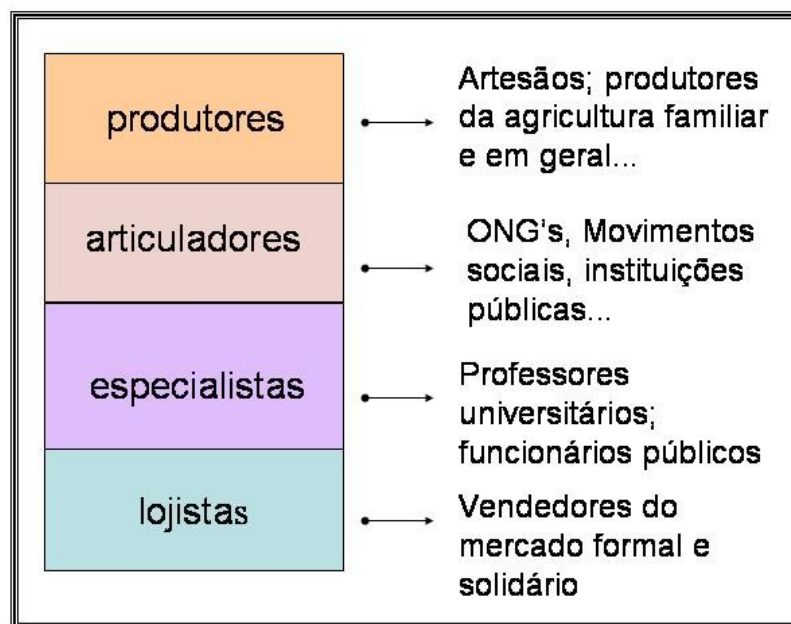 produtores
Artesãos; produtores
da agricultura familiar
e em geral...
articuladores
ONG's, Movimentos
sociais, instituições
públicas...
especialistas
Professores
universitários;
funcionários públicos
lojistas
Vendedores do
mercado formal e
solidário